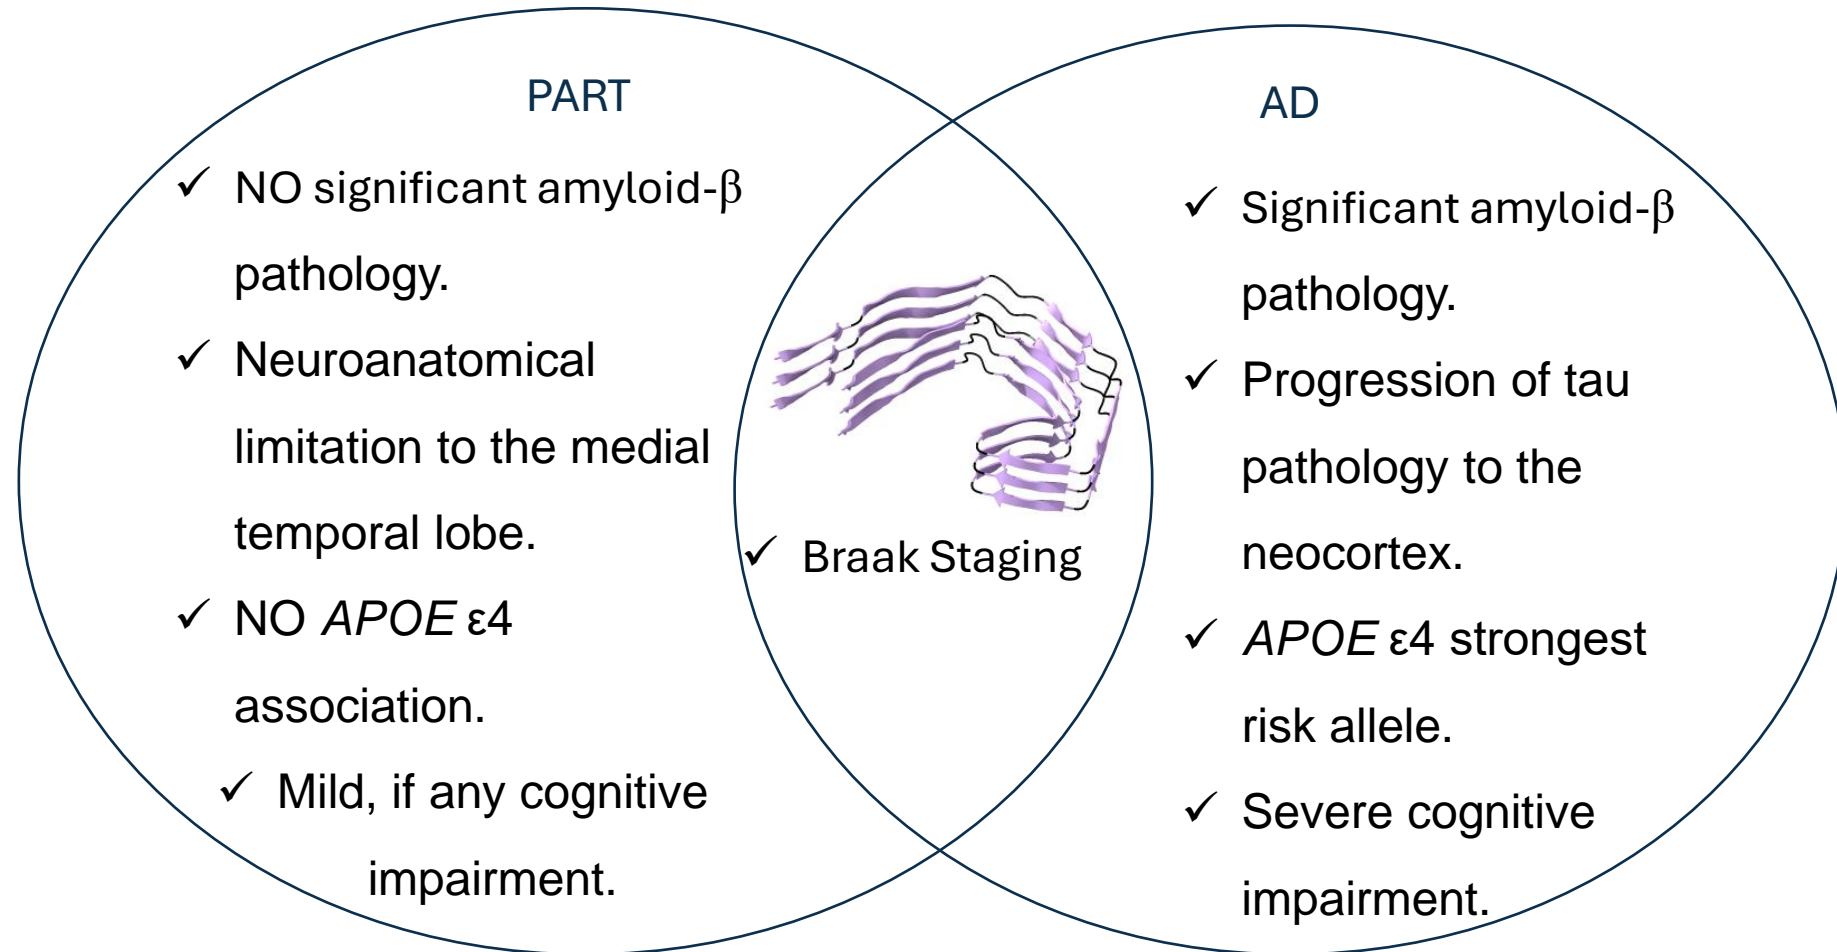 PART
✓ NO significant amyloid-β
pathology.
✓ Neuroanatomical
limitation to the medial
temporal lobe.
✓ NO APOE ε4
association.
✓ Mild, if any cognitive
impairment.
✓ Braak Staging
AD
✓ Significant amyloid-β
pathology.
✓ Progression of tau
pathology to the
neocortex.
✓ APOE ε4 strongest
risk allele.
✓ Severe cognitive
impairment.